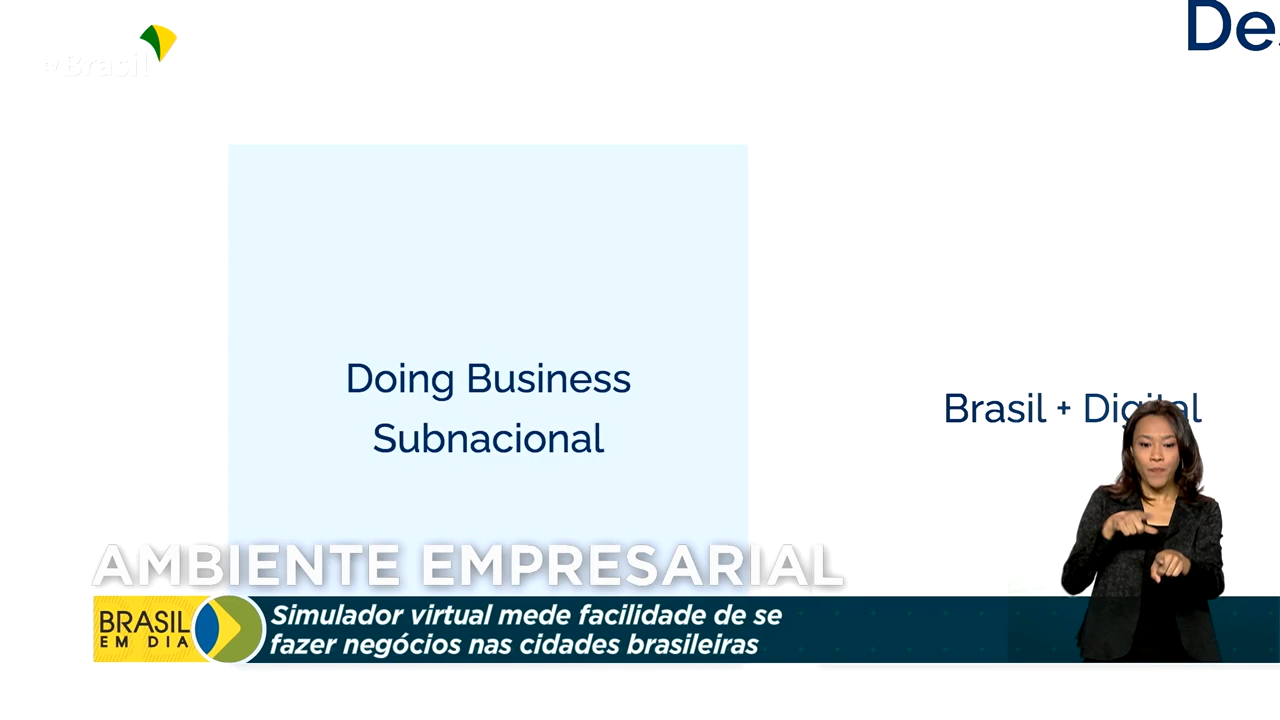 tvBrasil
Doing Business
Subnacional
Brasil + Digital
AMBIENTE EMPRESARIAL
BRASIL
EM DIA
Simulador virtual mede facilidade de se
fazer negócios nas cidades brasileiras